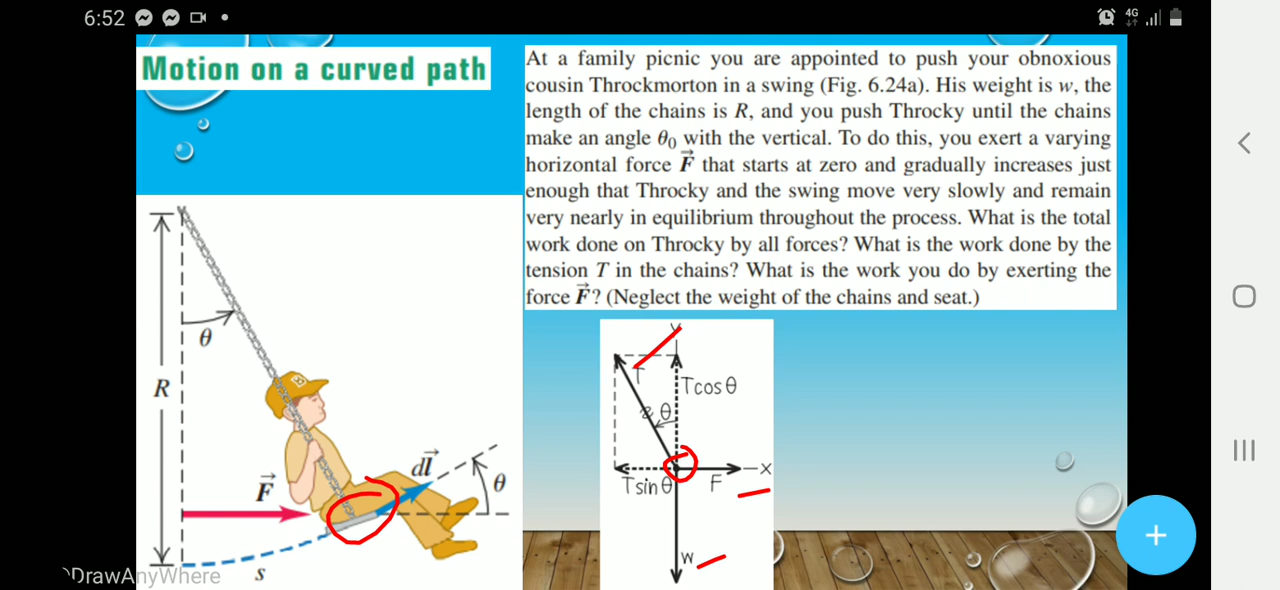 6:52
4G
Motion on a curved path
At a family picnic you are appointed to push your obnoxious
cousin Throckmorton in a swing (Fig. 6.24a). His weight is w, the
length of the chains is R, and you push Throcky until the chains
make an angle θ₀ with the vertical. To do this, you exert a varying
horizontal force F⃗ that starts at zero and gradually increases just
enough that Throcky and the swing move very slowly and remain
very nearly in equilibrium throughout the process. What is the total
work done on Throcky by all forces? What is the work done by the
tension T in the chains? What is the work you do by exerting the
force F⃗? (Neglect the weight of the chains and seat.)
θ
R
B
dl⃗
F⃗
θ
s
Y
T
Tcosθ
θ
X
Tsinθ
F
W
DrawAnyWhere
+